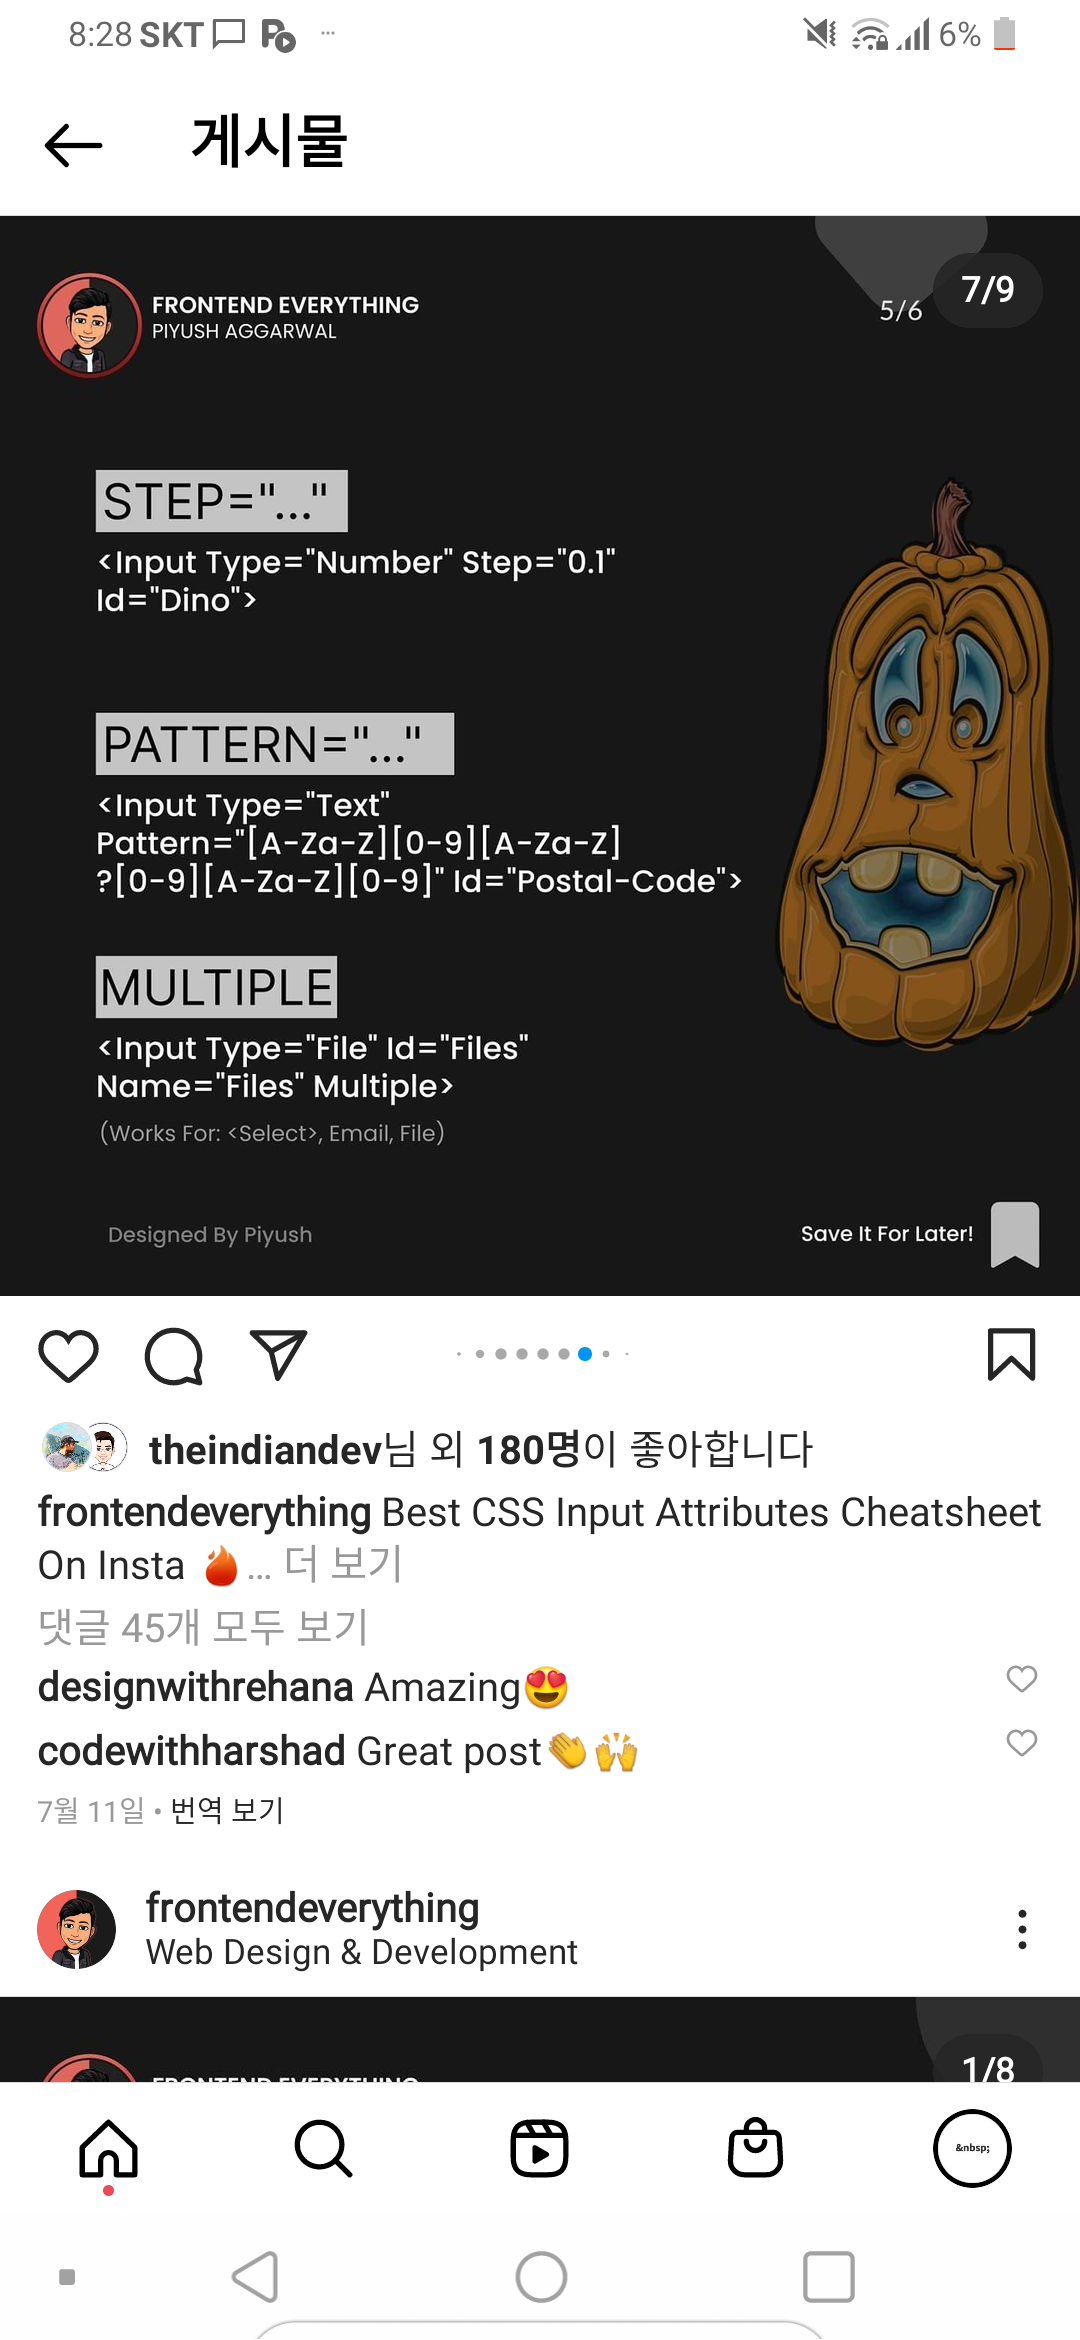 8:28 SKT
6%
게시물
FRONTEND EVERYTHING
PIYUSH AGGARWAL
5/6
7/9
STEP="..."
<Input Type="Number" Step="0.1"
Id="Dino">
PATTERN="..."
<Input Type="Text"
Pattern="[A-Za-Z][0-9][A-Za-Z]
?[0-9][A-Za-Z][0-9]" Id="Postal-Code">
MULTIPLE
<Input Type="File" Id="Files"
Name="Files" Multiple>
(Works For: <Select>, Email, File)
Designed By Piyush
Save It For Later!
theindiandev님 외 180명이 좋아합니다
frontendeverything Best CSS Input Attributes Cheatsheet
On Insta 🔥... 더 보기
댓글 45개 모두 보기
designwithrehana Amazing😍
codewithharshad Great post👏🙌
7월 11일 • 번역 보기
frontendeverything
Web Design & Development
FRONTEND EVERYTHING
1/8
&nbsp;